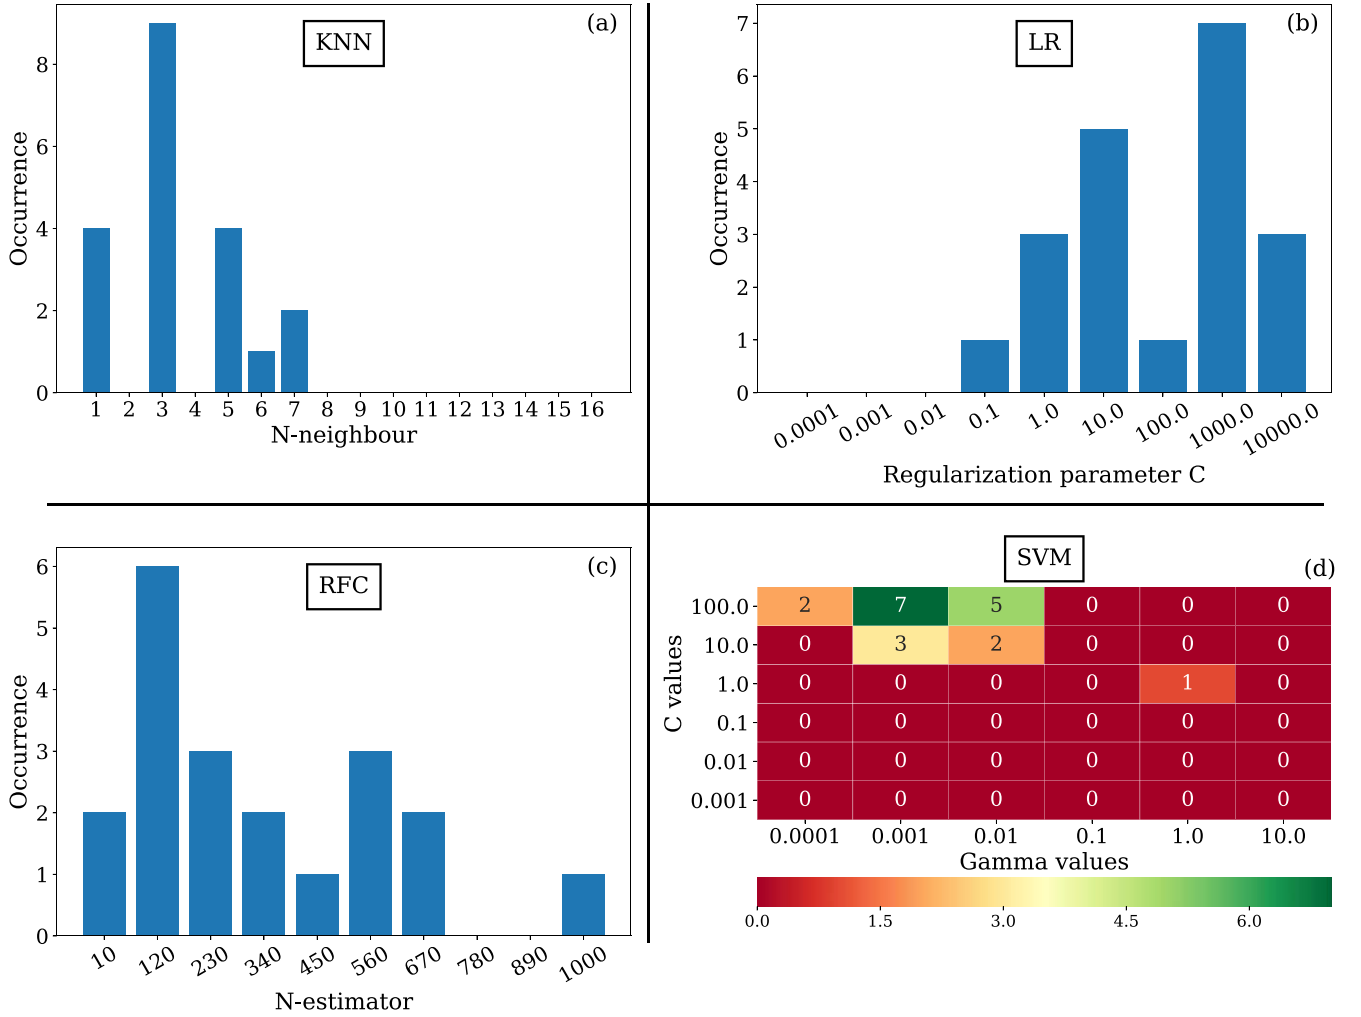 (a)
KNN
8
6
4
2
0
Occurrence
1 2 3 4 5 6 7 8 9 10 11 12 13 14 15 16
N-neighbour
(b)
LR
7
6
5
4
3
2
1
0
Occurrence
0.0001 0.001 0.01 0.1 1.0 10.0 100.0 1000.0 10000.0
Regularization parameter C
(c)
RFC
6
5
4
3
2
1
0
Occurrence
10 120 230 340 450 560 670 780 890 1000
N-estimator
SVM
(d)
C values
100.0 2 7 5 0 0 0
10.0 0 3 2 0 0 0
1.0 0 0 0 0 1 0
0.1 0 0 0 0 0 0
0.01 0 0 0 0 0 0
0.001 0 0 0 0 0 0
0.0001 0.001 0.01 0.1 1.0 10.0
Gamma values
0.0 1.5 3.0 4.5 6.0